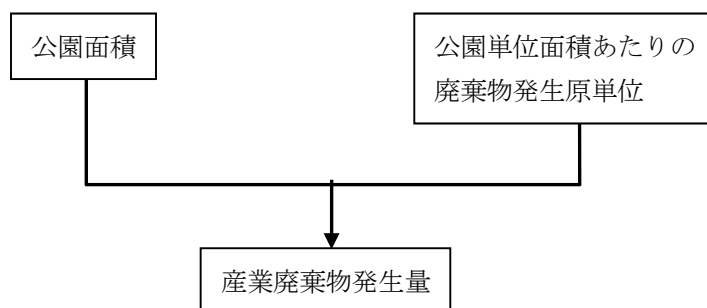 公園面積
公園単位面積あたりの
廃棄物発生原単位
産業廃棄物発生量